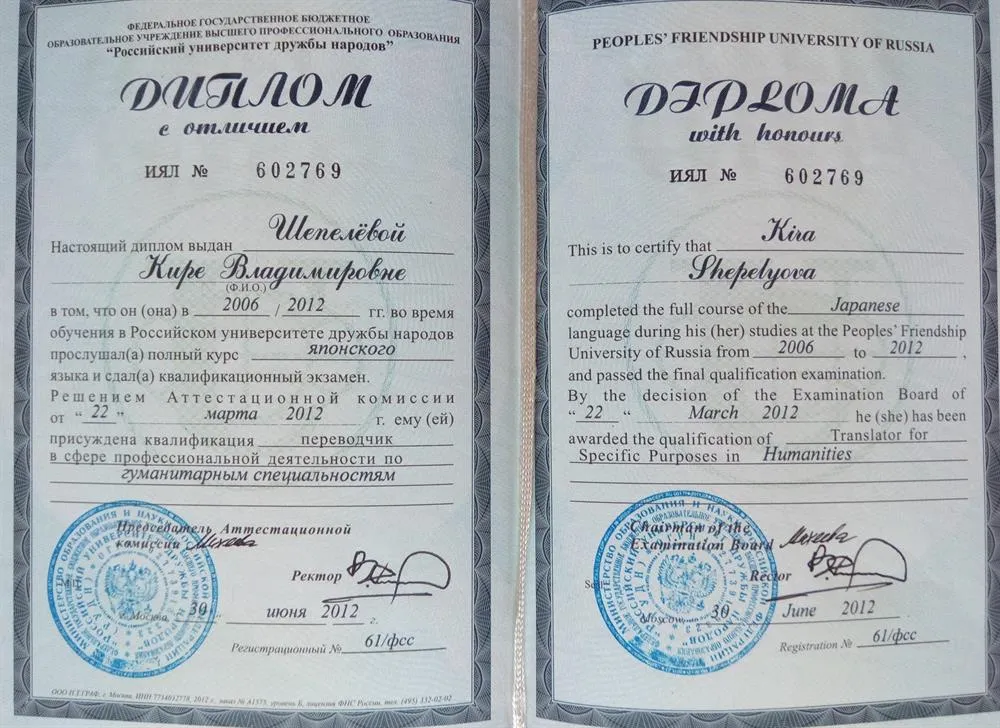 ФЕДЕРАЛЬНОЕ ГОСУДАРСТВЕННОЕ БЮДЖЕТНОЕ
ОБРАЗОВАТЕЛЬНОЕ УЧРЕЖДЕНИЕ ВЫСШЕГО ПРОФЕССИОНАЛЬНОГО ОБРАЗОВАНИЯ
“Российский университет дружбы народов”
ДИПЛОМ
с отличием
ИЯЛ № 602769
Настоящий диплом выдан Шепелёвой
Кире Владимировне
(Ф.И.О.)
в том, что он (она) в 2006 / 2012 гг. во время
обучения в Российском университете дружбы народов
прослушал(а) полный курс японского
языка и сдал(а) квалификационный экзамен.
Решением Аттестационной комиссии
от “ 22 ” марта 2012 г. ему (ей)
присуждена квалификация переводчик
в сфере профессиональной деятельности по
гуманитарным специальностям
Председатель Аттестационной
комиссии
Ректор
г. Москва 30 июня 2012 г.
Регистрационный № 61/фсс
PEOPLES’ FRIENDSHIP UNIVERSITY OF RUSSIA
DIPLOMA
with honours
ИЯЛ № 602769
This is to certify that Kira
Shepelyova
completed the full course of the Japanese
language during his (her) studies at the Peoples’ Friendship
University of Russia from 2006 to 2012 ,
and passed the final qualification examination.
By the decision of the Examination Board of
“ 22 “ March 2012 he (she) has been
awarded the qualification of Translator for
Specific Purposes in Humanities
Chairman of the
Examination Board
Rector
Moscow 30 June 2012
Registration № 61/фсс